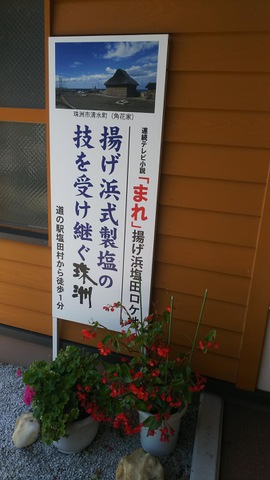 珠洲市清水町（角花家）
連続テレビ小説
「まれ」揚げ浜塩田ロケ
揚げ浜式製塩の
技を受け継ぐ珠洲
道の駅塩田村から徒歩1分